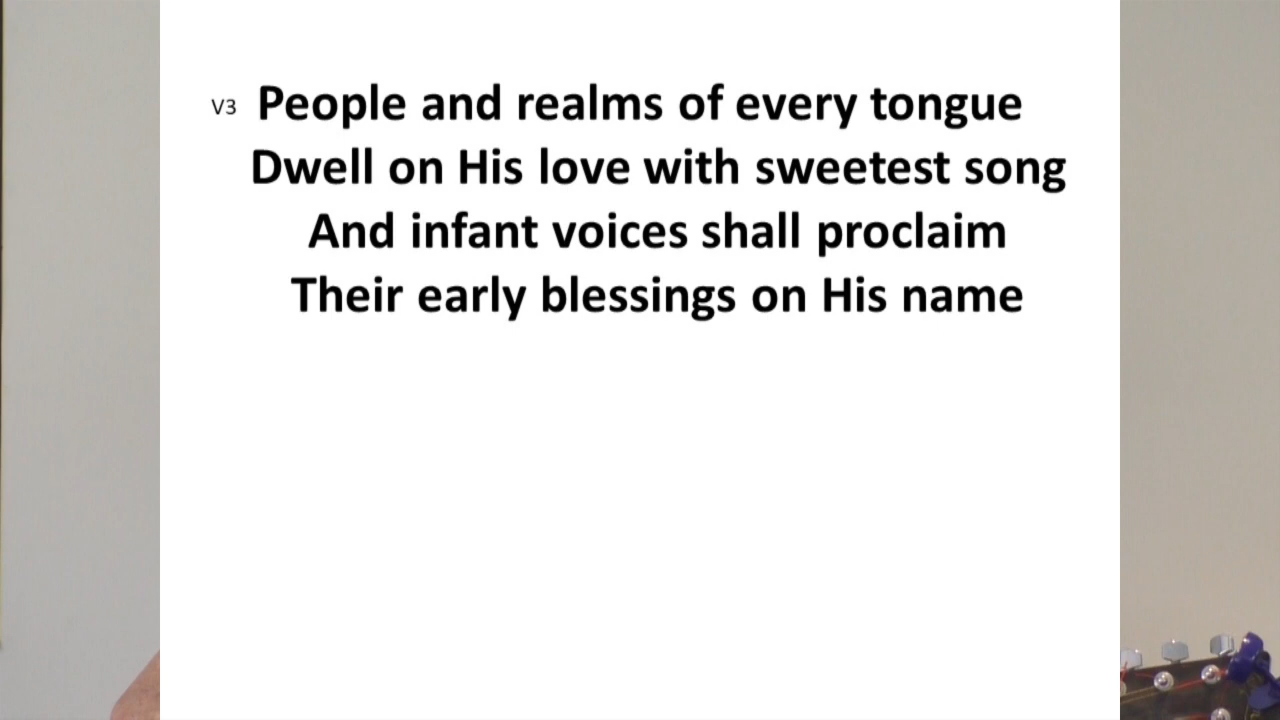 V3 People and realms of every tongue
Dwell on His love with sweetest song
And infant voices shall proclaim
Their early blessings on His name